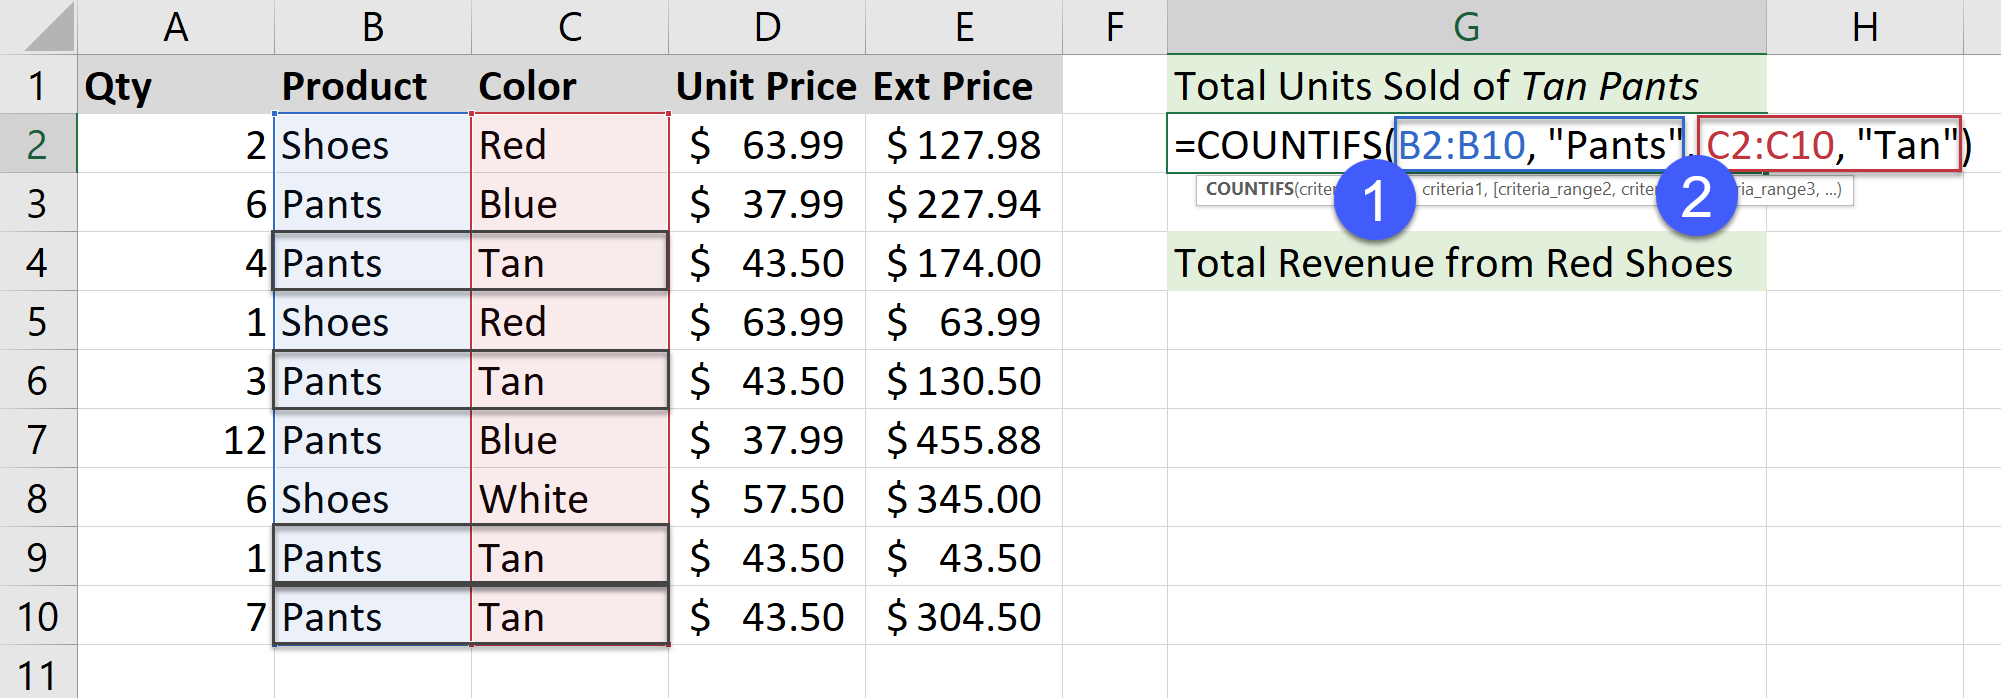 A B C D E F G H
1 Qty Product Color Unit Price Ext Price Total Units Sold of Tan Pants
2 2 Shoes Red $ 63.99 $ 127.98 =COUNTIFS(B2:B10, "Pants", C2:C10, "Tan")
3 6 Pants Blue $ 37.99 $ 227.94 COUNTIFS( 1 criteria1, [criteria_range2, 2 ...)
4 4 Pants Tan $ 43.50 $ 174.00 Total Revenue from Red Shoes
5 1 Shoes Red $ 63.99 $ 63.99
6 3 Pants Tan $ 43.50 $ 130.50
7 12 Pants Blue $ 37.99 $ 455.88
8 6 Shoes White $ 57.50 $ 345.00
9 1 Pants Tan $ 43.50 $ 43.50
10 7 Pants Tan $ 43.50 $ 304.50
11